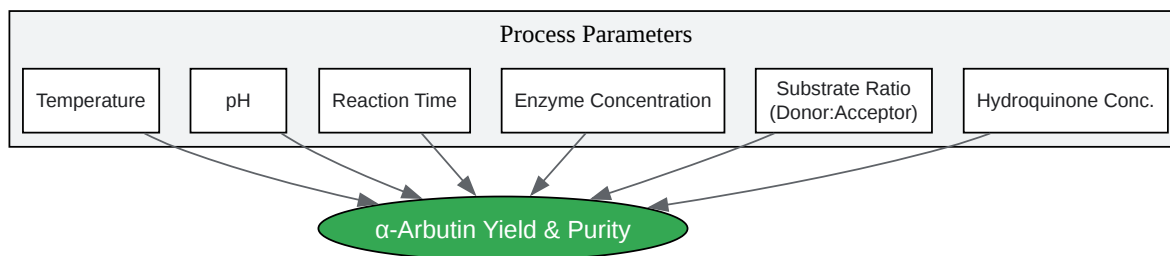 Process Parameters
Temperature
pH
Reaction Time
Enzyme Concentration
Substrate Ratio
(Donor:Acceptor)
Hydroquinone Conc.
α-Arbutin Yield & Purity